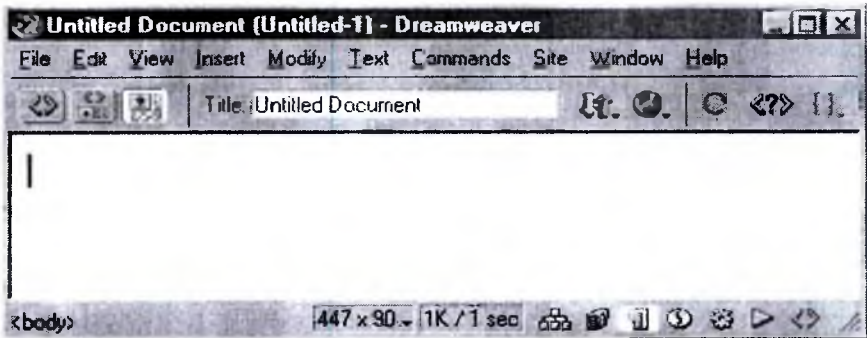 Untitled Document (Untitled-1) - Dreamweaver
File Edit View Insert Modify Text Commands Site Window Help
Title: Untitled Document
<body> 447 x 90 1K / 1 sec